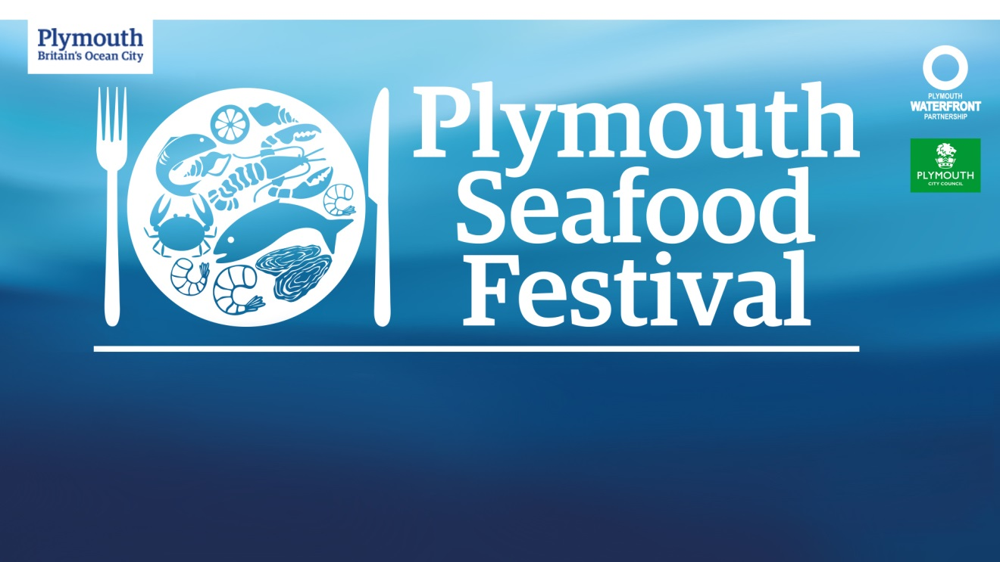 Plymouth
Britain's Ocean City
Plymouth
Seafood
Festival
PLYMOUTH
WATERFRONT
PARTNERSHIP
PLYMOUTH
CITY COUNCIL